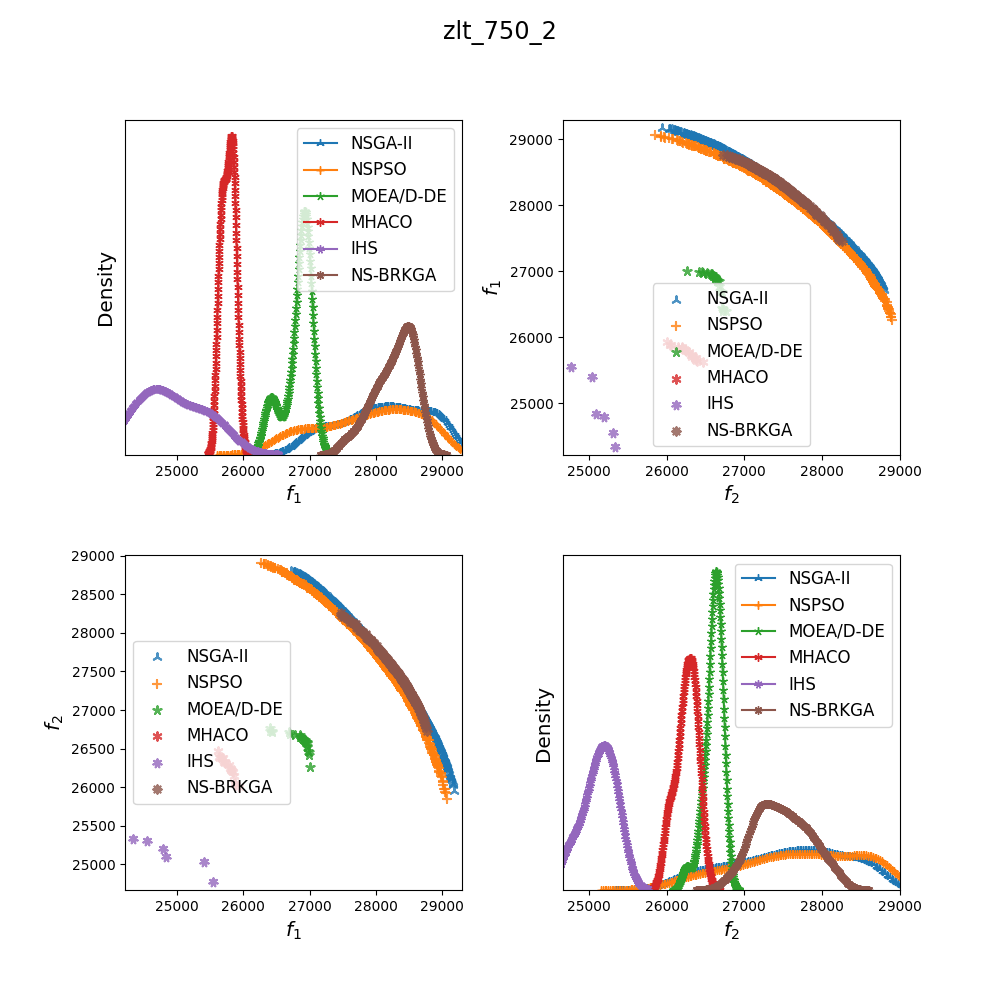 zlt_750_2
Density
NSGA-II
NSPSO
MOEA/D-DE
MHACO
IHS
NS-BRKGA
25000 26000 27000 28000 29000
f1
f1
29000
28000
27000
26000
25000
NSGA-II
NSPSO
MOEA/D-DE
MHACO
IHS
NS-BRKGA
25000 26000 27000 28000 29000
f2
f2
29000
28500
28000
27500
27000
26500
26000
25500
25000
NSGA-II
NSPSO
MOEA/D-DE
MHACO
IHS
NS-BRKGA
25000 26000 27000 28000 29000
f1
Density
NSGA-II
NSPSO
MOEA/D-DE
MHACO
IHS
NS-BRKGA
25000 26000 27000 28000 29000
f2